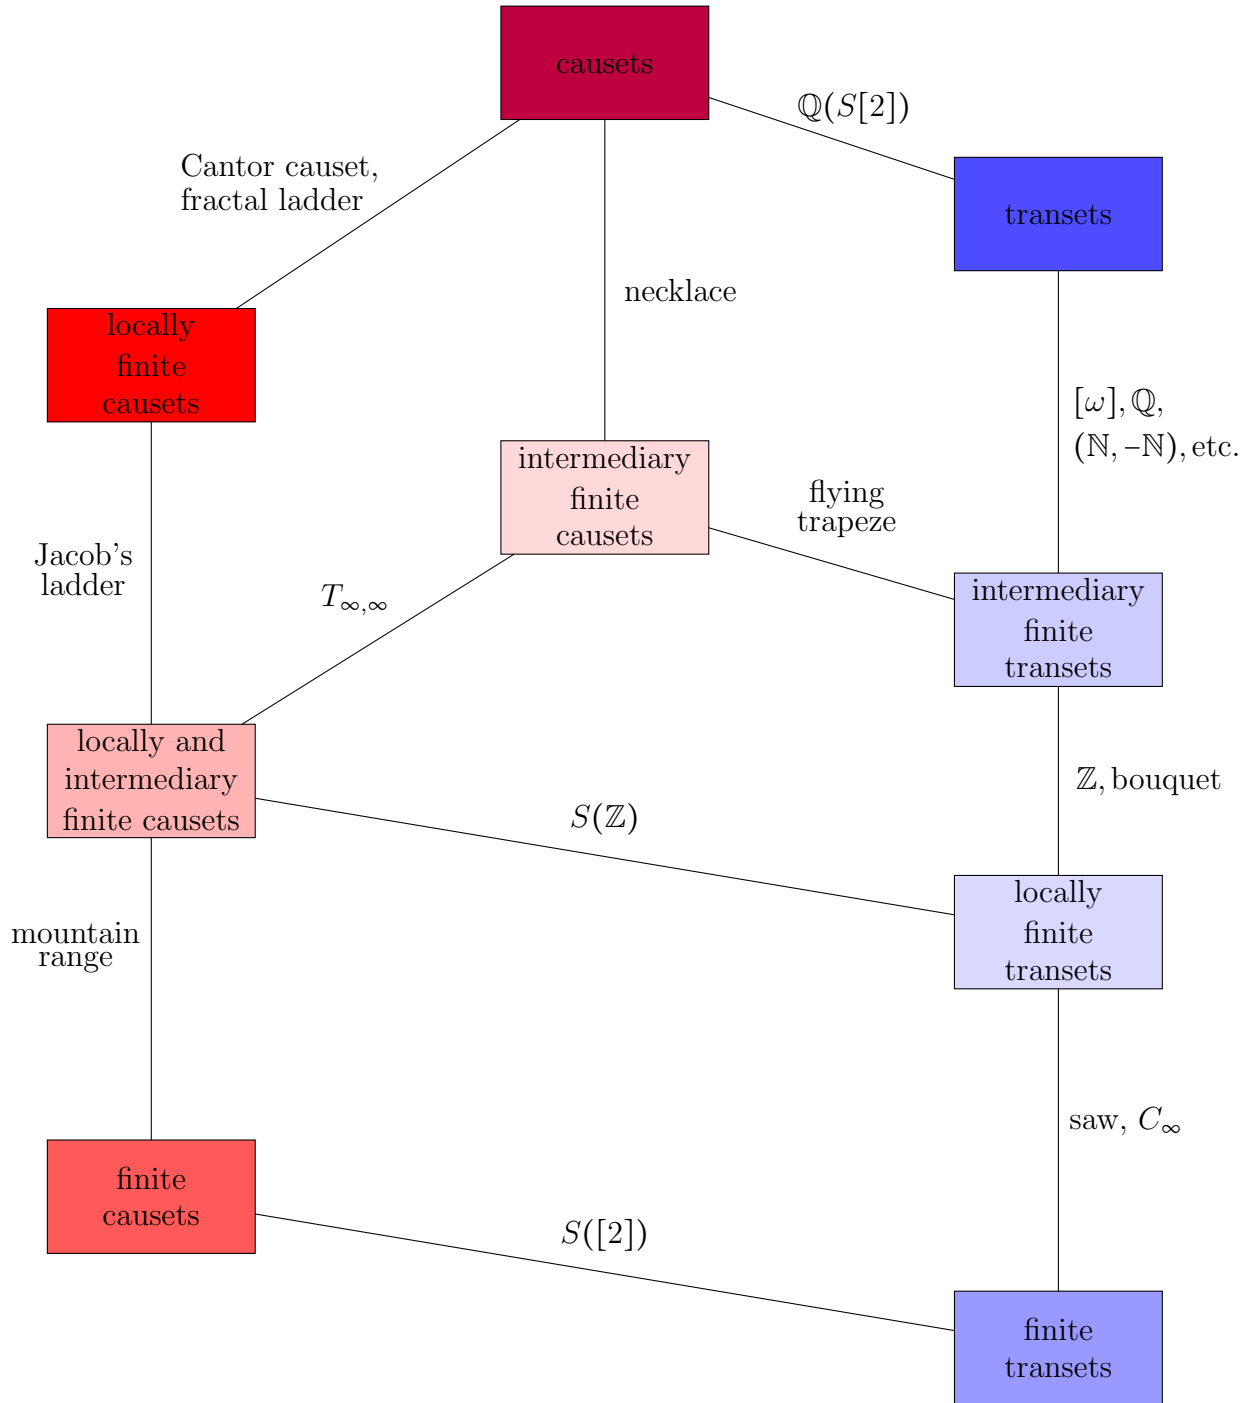 causets
ℚ(S[2])
Cantor causet,
fractal ladder
transets
necklace
locally
finite
causets
[ω], ℚ,
(ℕ, –ℕ), etc.
intermediary
finite
causets
flying
trapeze
Jacob's
ladder
T∞,∞
intermediary
finite
transets
locally and
intermediary
finite causets
ℤ, bouquet
S(ℤ)
locally
finite
transets
mountain
range
saw, C∞
finite
causets
S([2])
finite
transets